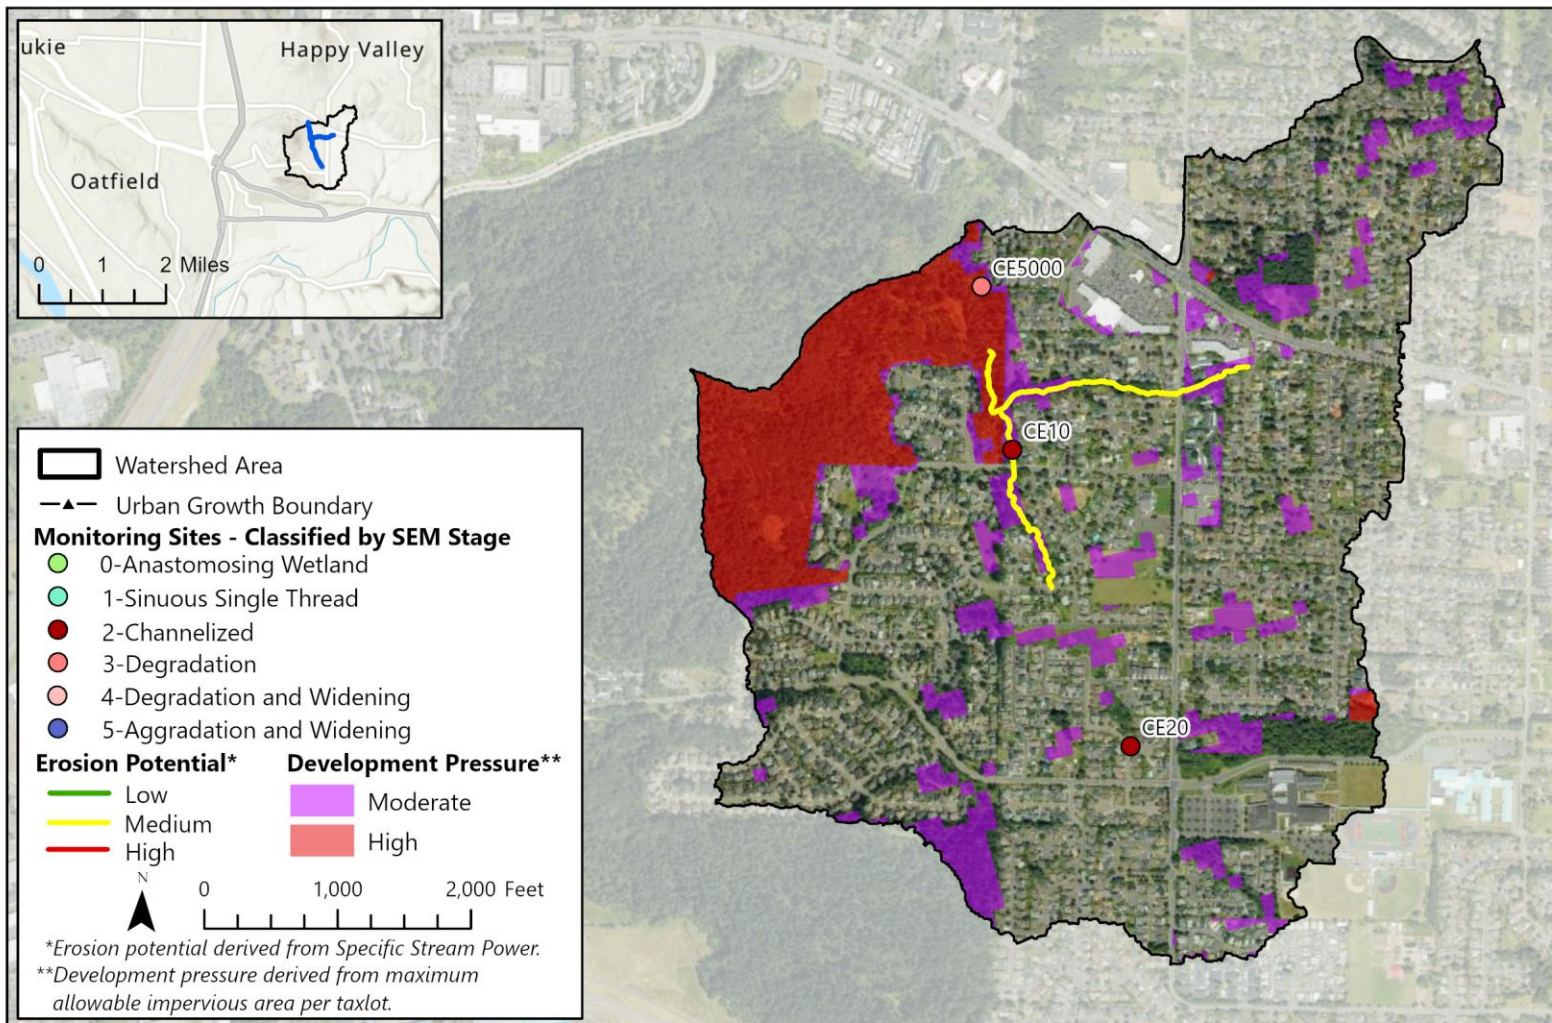 ukie
Happy Valley
Oatfield
0 1 2 Miles
CE5000
CE10
CE20
Watershed Area
Urban Growth Boundary
Monitoring Sites - Classified by SEM Stage
0-Anastomosing Wetland
1-Sinuous Single Thread
2-Channelized
3-Degradation
4-Degradation and Widening
5-Aggradation and Widening
Erosion Potential* Development Pressure**
Low
Medium
High
Moderate
High
N
0 1,000 2,000 Feet
*Erosion potential derived from Specific Stream Power.
**Development pressure derived from maximum
allowable impervious area per taxlot.